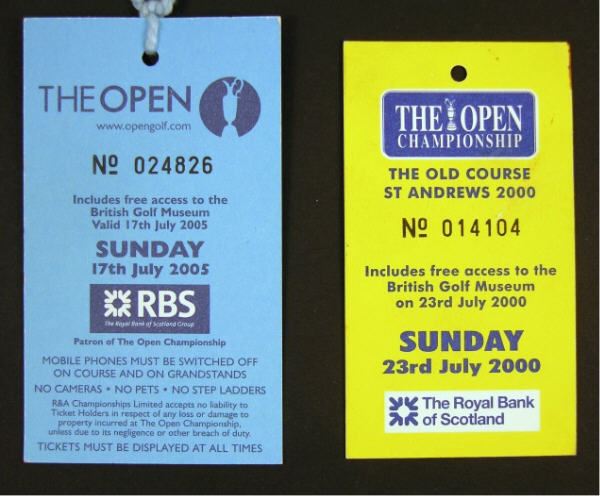 THE OPEN
www.opengolf.com
Nº 024826
Includes free access to the
British Golf Museum
Valid 17th July 2005
SUNDAY
17th July 2005
RBS
The Royal Bank of Scotland Group
Patron of The Open Championship
MOBILE PHONES MUST BE SWITCHED OFF
ON COURSE AND ON GRANDSTANDS
NO CAMERAS • NO PETS • NO STEP LADDERS
R&A Championships Limited accepts no liability to
Ticket Holders in respect of any loss or damage to
property incurred at The Open Championship,
unless due to its negligence or other breach of duty.
TICKETS MUST BE DISPLAYED AT ALL TIMES
THE OPEN
CHAMPIONSHIP
THE OLD COURSE
ST ANDREWS 2000
Nº 014104
Includes free access to the
British Golf Museum
on 23rd July 2000
SUNDAY
23rd July 2000
The Royal Bank
of Scotland